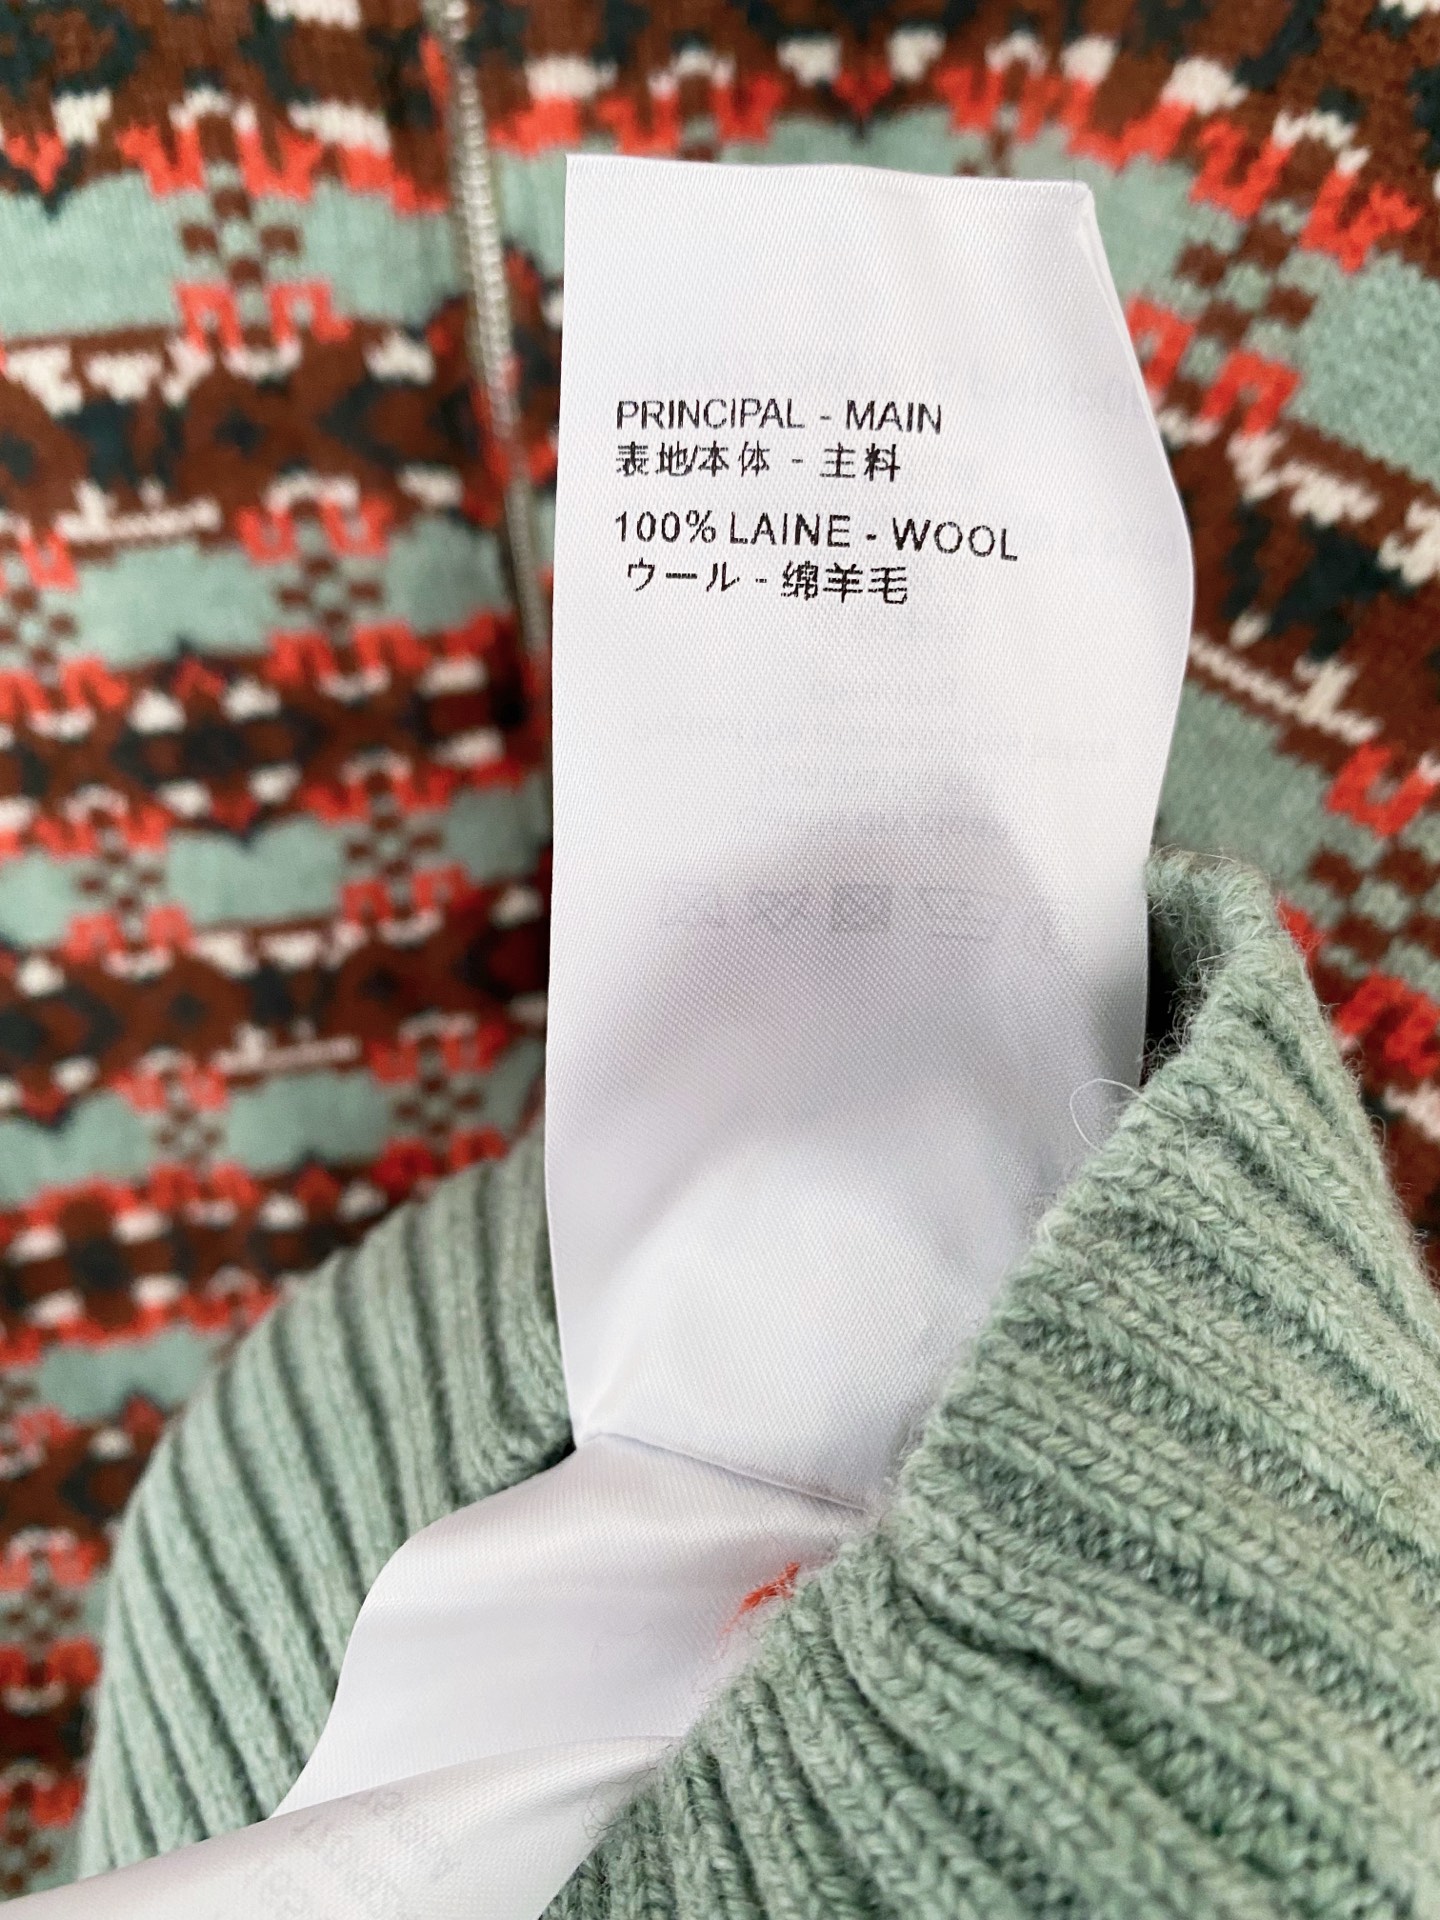 PRINCIPAL - MAIN
表地/本体 - 主料
100% LAINE - WOOL
ウール - 绵羊毛